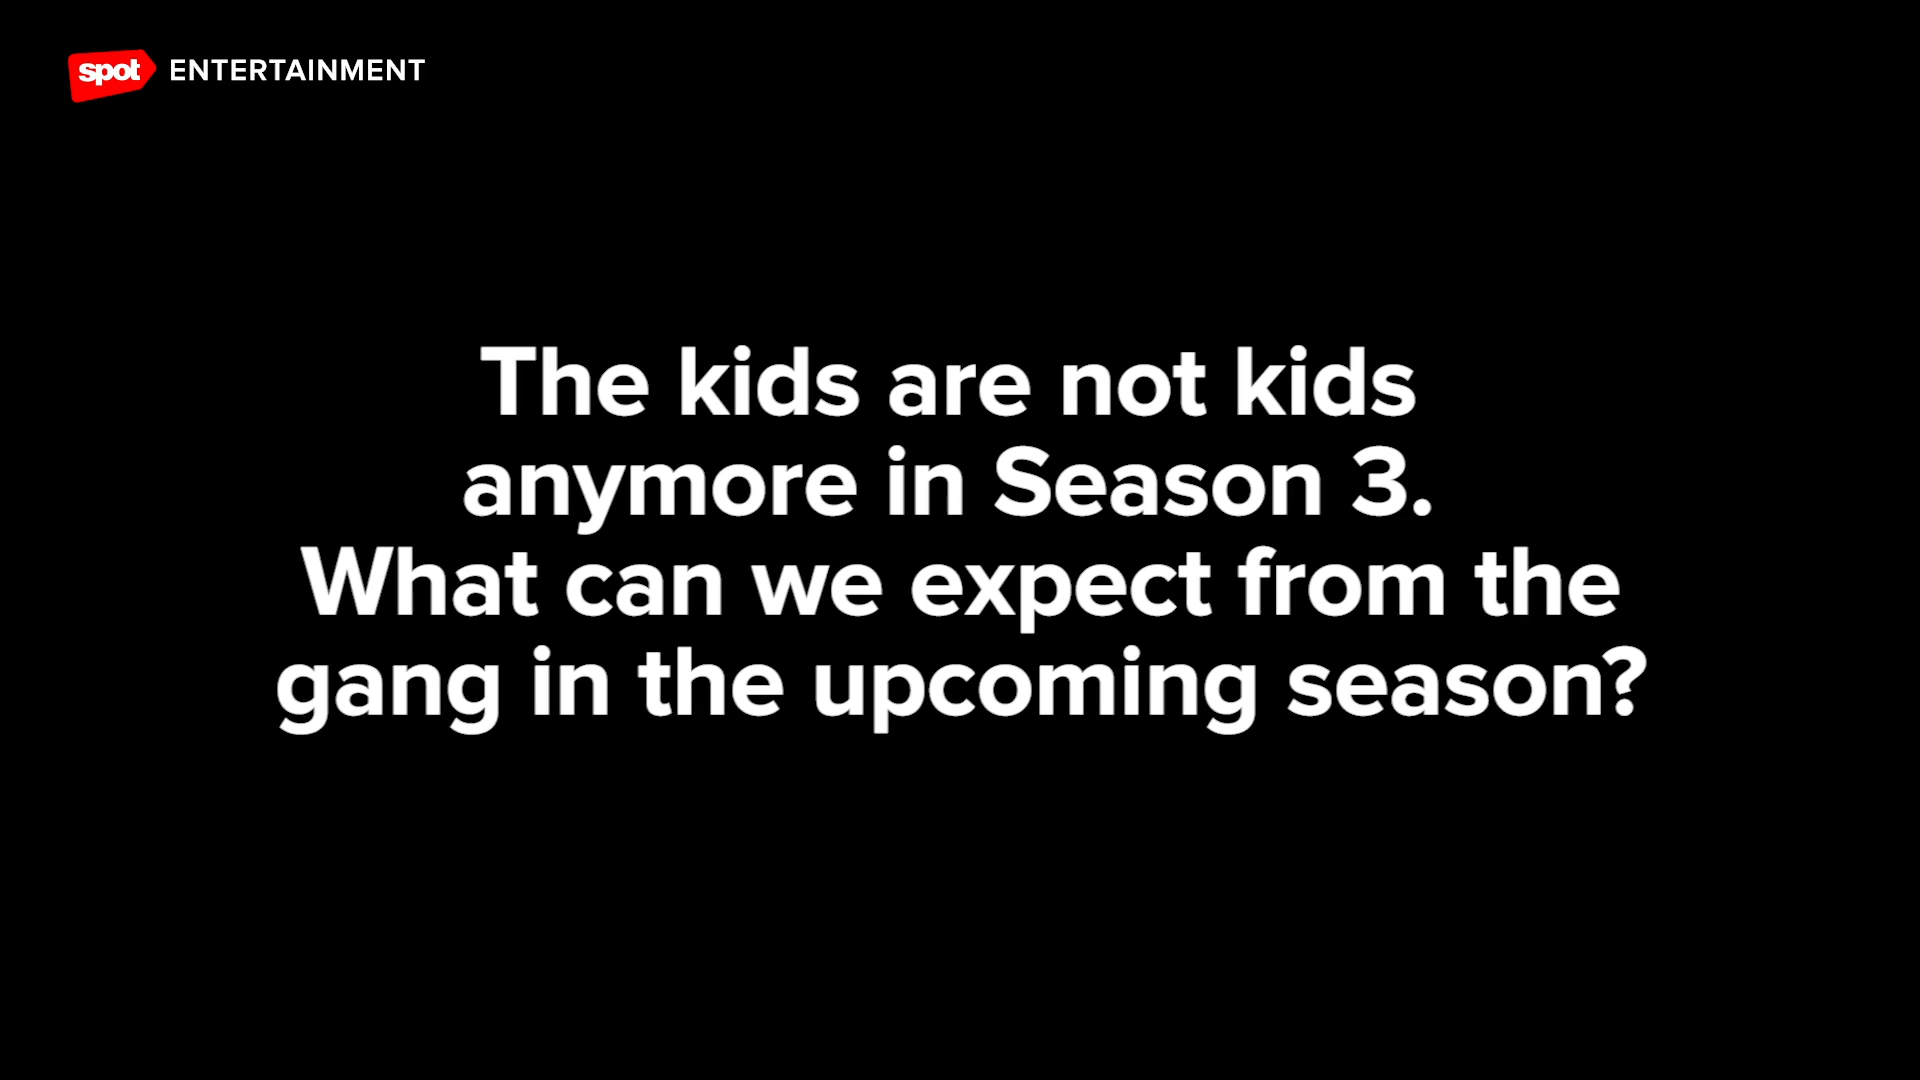 spot ENTERTAINMENT
The kids are not kids
anymore in Season 3.
What can we expect from the
gang in the upcoming season?